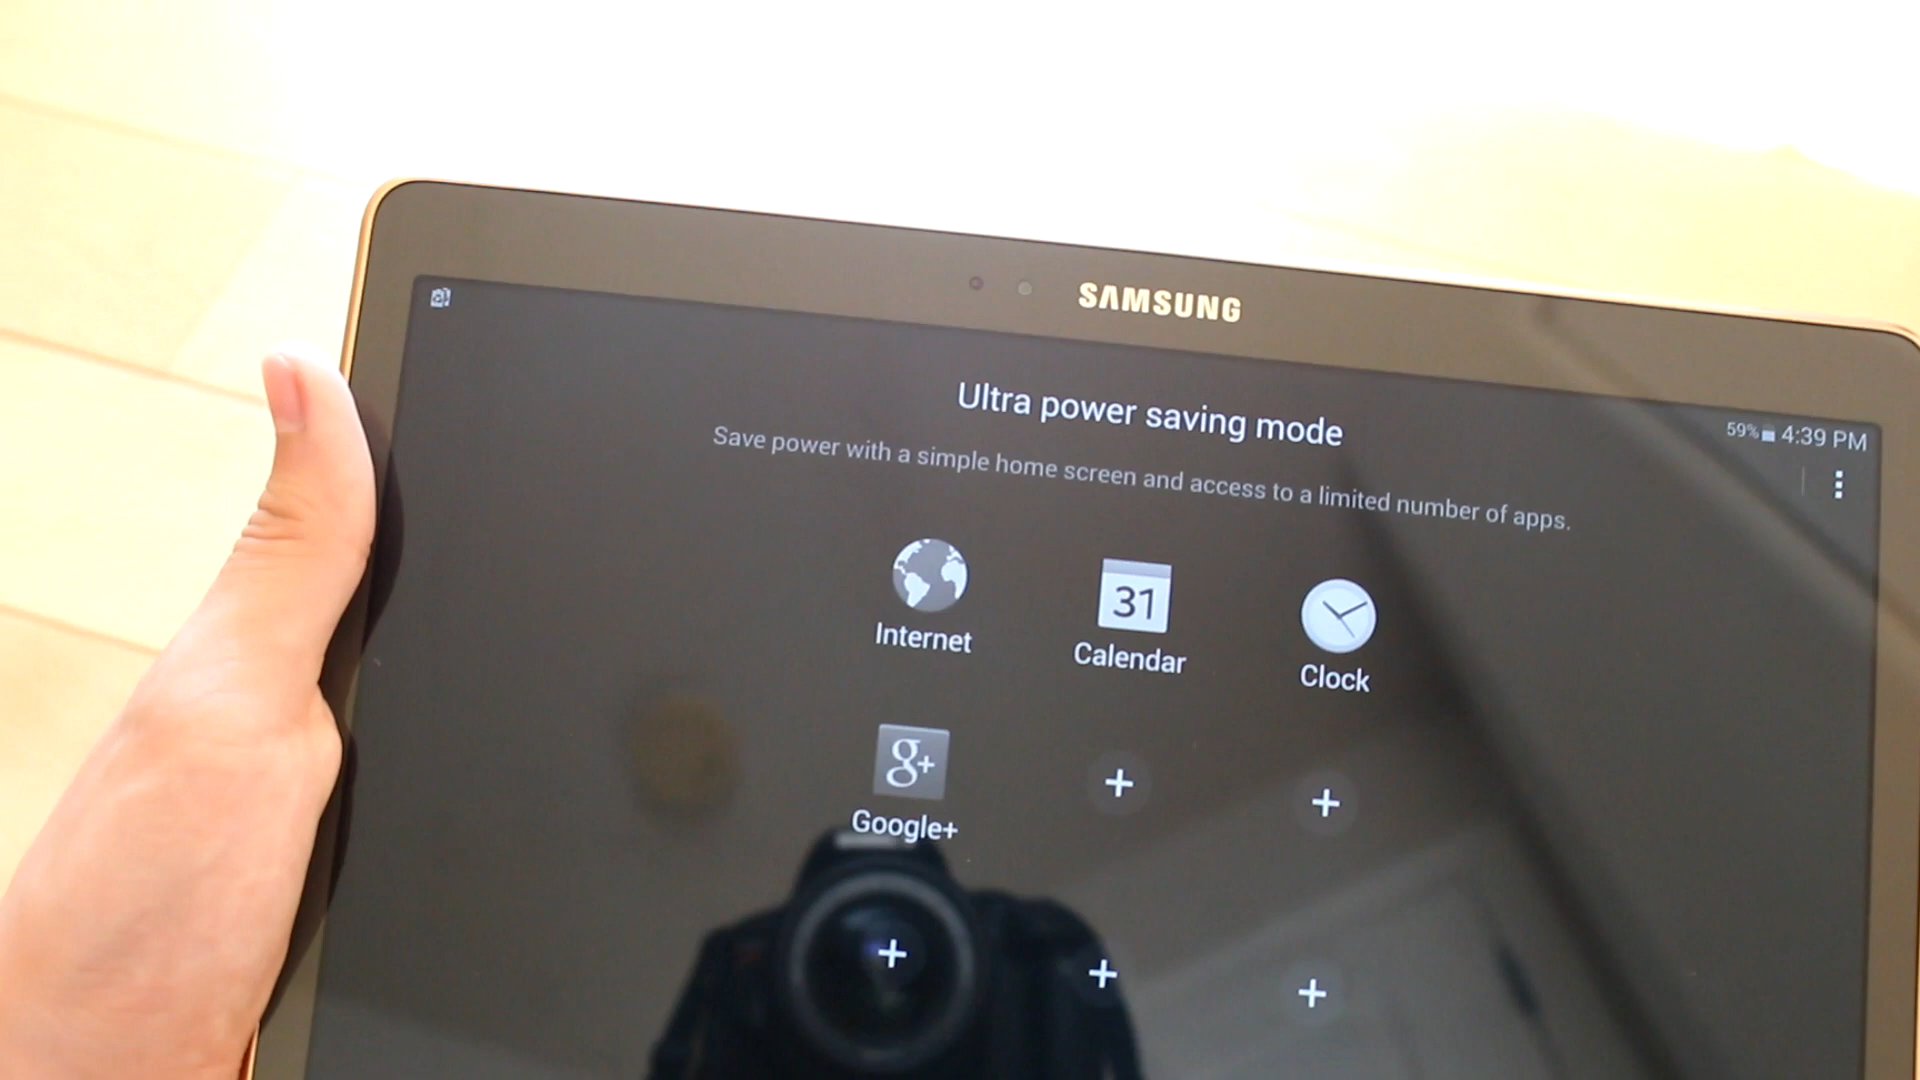 SAMSUNG
59% 4:39 PM
Ultra power saving mode
Save power with a simple home screen and access to a limited number of apps.
31
Internet
Calendar
Clock
g+
Google+
+
+
+
+
+